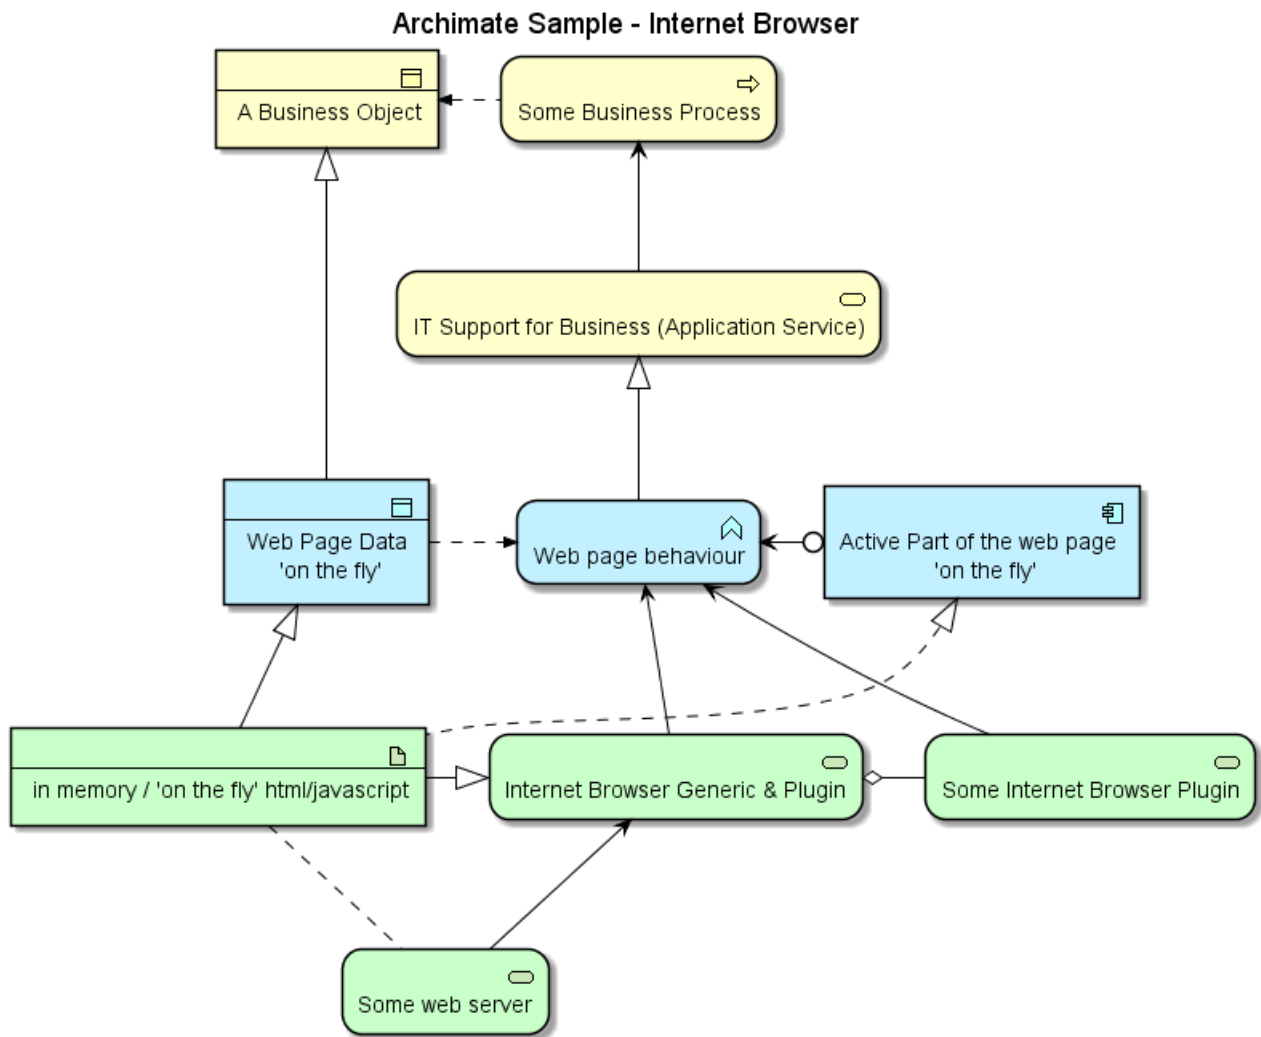 Archimate Sample - Internet Browser
A Business Object
Some Business Process
IT Support for Business (Application Service)
Web Page Data
'on the fly'
Web page behaviour
Active Part of the web page
'on the fly'
in memory / 'on the fly' html/javascript
Internet Browser Generic & Plugin
Some Internet Browser Plugin
Some web server